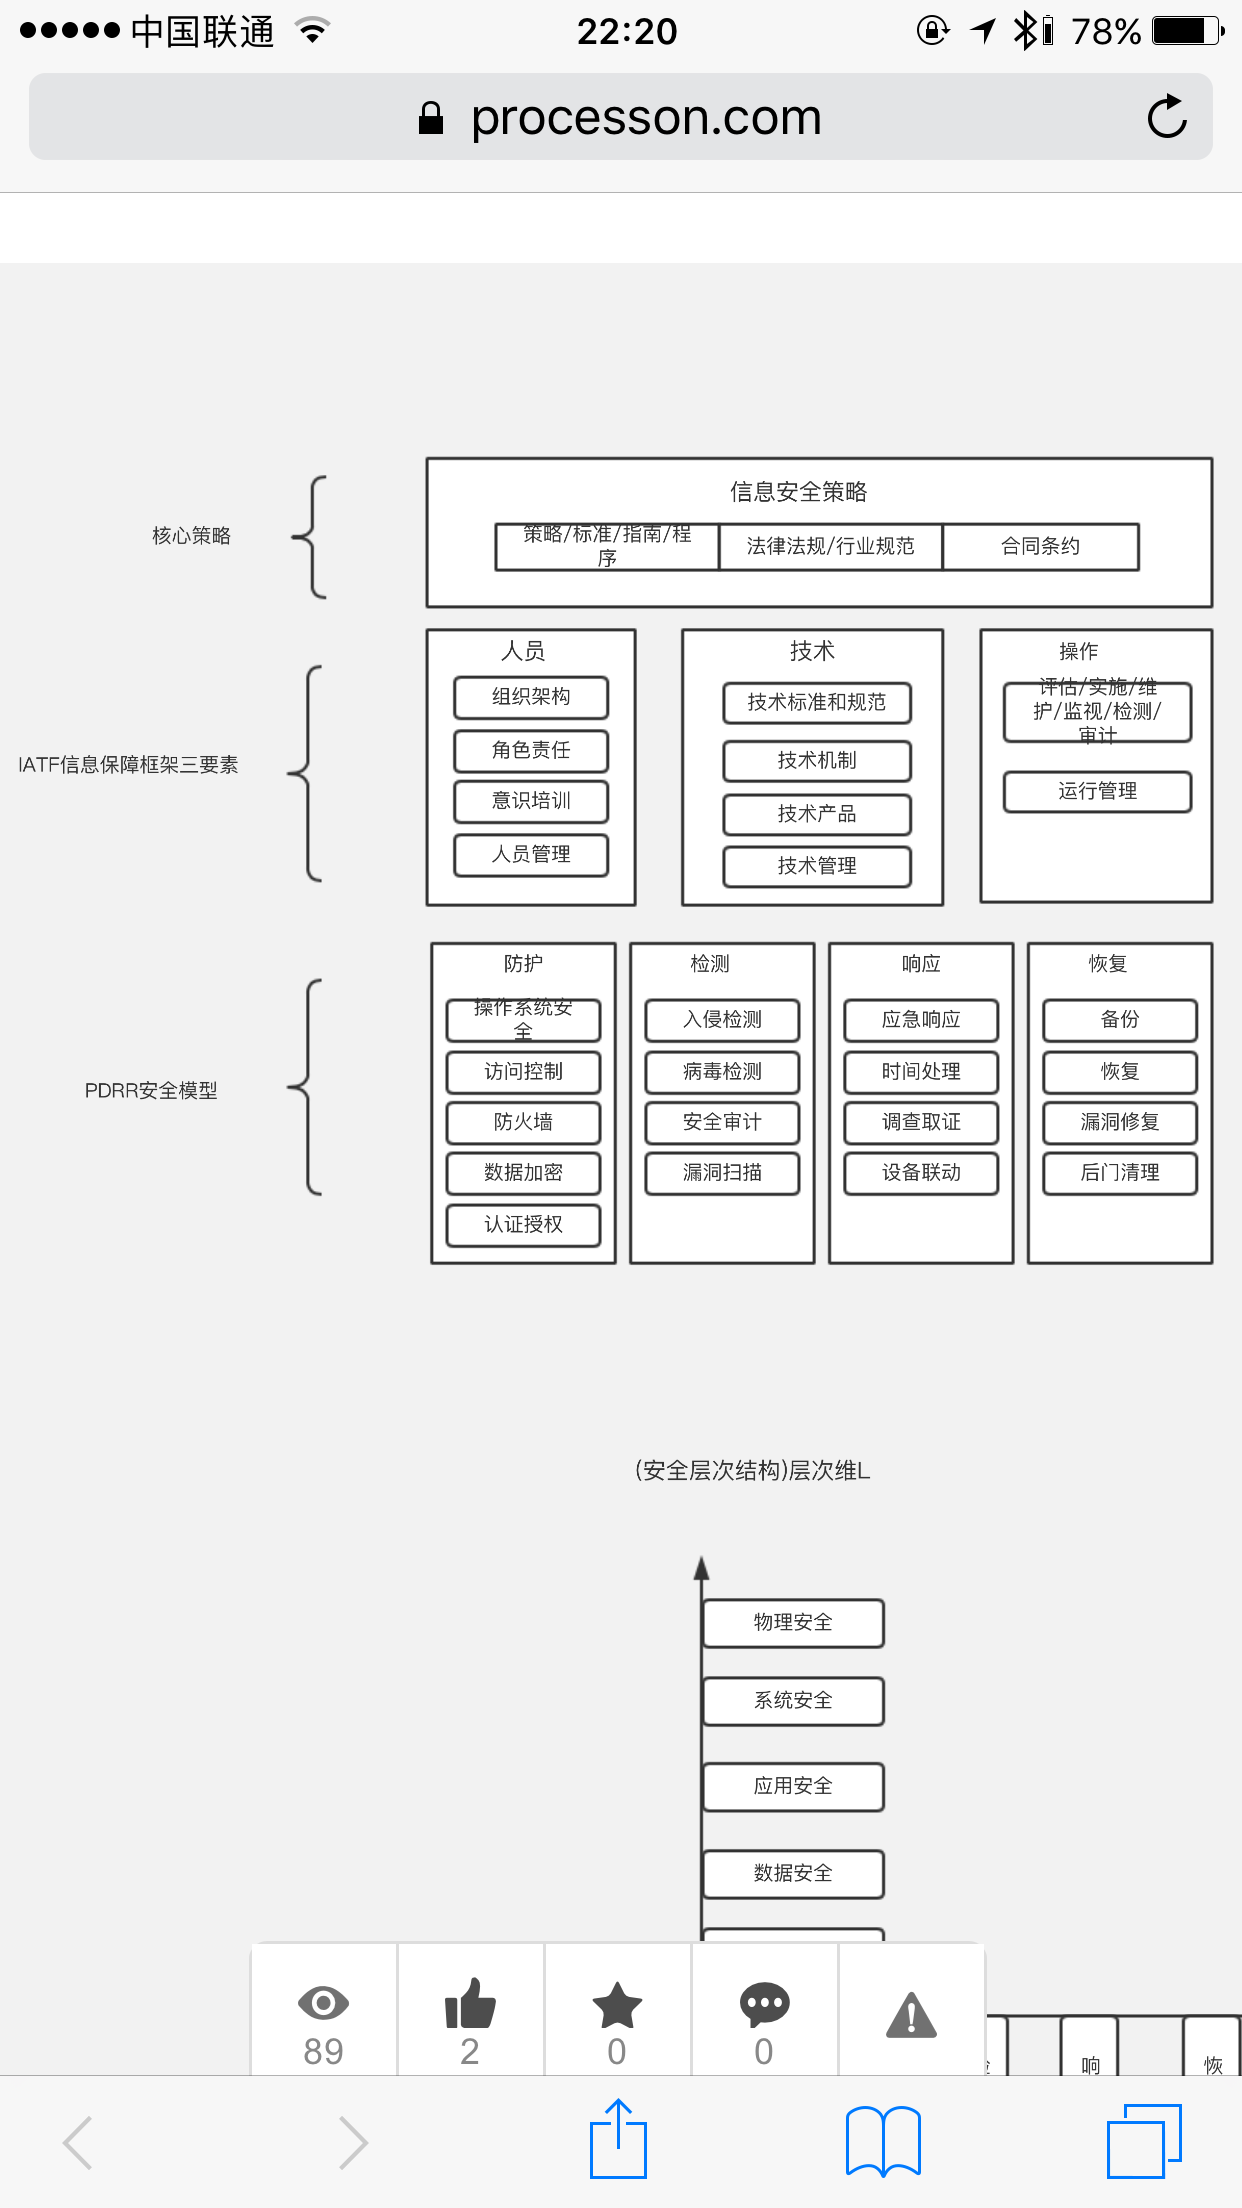 中国联通
22:20
78%
processon.com
信息安全策略
核心策略
策略/标准/指南/程
序
法律法规/行业规范
合同条约
人员
技术
操作
组织架构
角色责任
意识培训
人员管理
技术标准和规范
技术机制
技术产品
技术管理
评估/实施/维
护/监视/检测/
审计
运行管理
IATF信息保障框架三要素
防护
检测
响应
恢复
操作系统安
全
访问控制
防火墙
数据加密
认证授权
入侵检测
病毒检测
安全审计
漏洞扫描
应急响应
时间处理
调查取证
设备联动
备份
恢复
漏洞修复
后门清理
PDRR安全模型
(安全层次结构)层次维L
物理安全
系统安全
应用安全
数据安全
89
2
0
0
响
恢